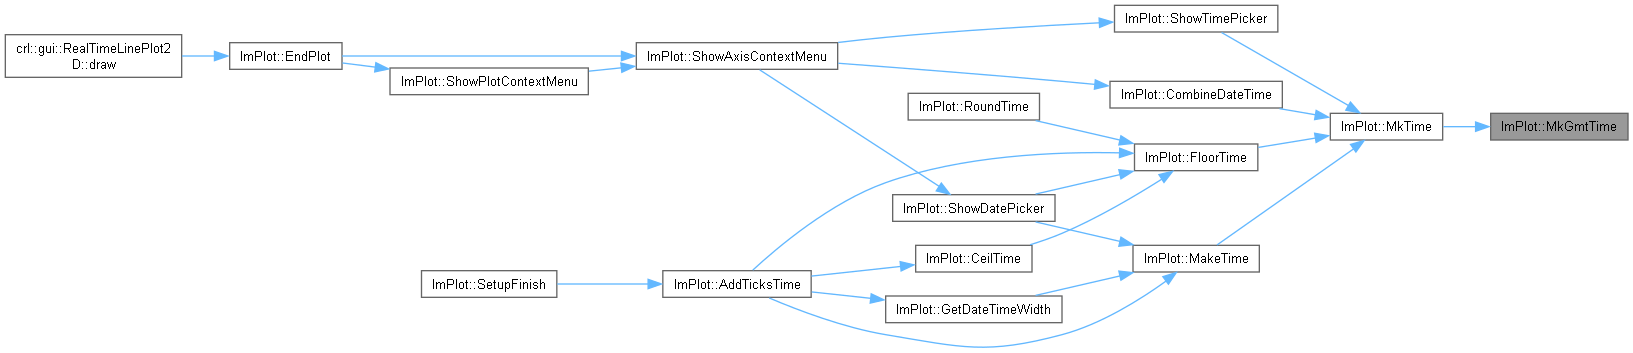 ImPlot::ShowTimePicker
crl::gui::RealTimeLinePlot2
D::draw
ImPlot::EndPlot
ImPlot::ShowAxisContextMenu
ImPlot::ShowPlotContextMenu
ImPlot::CombineDateTime
ImPlot::RoundTime
ImPlot::MkTime
ImPlot::MkGmtTime
ImPlot::FloorTime
ImPlot::ShowDatePicker
ImPlot::CeilTime
ImPlot::MakeTime
ImPlot::SetupFinish
ImPlot::AddTicksTime
ImPlot::GetDateTimeWidth